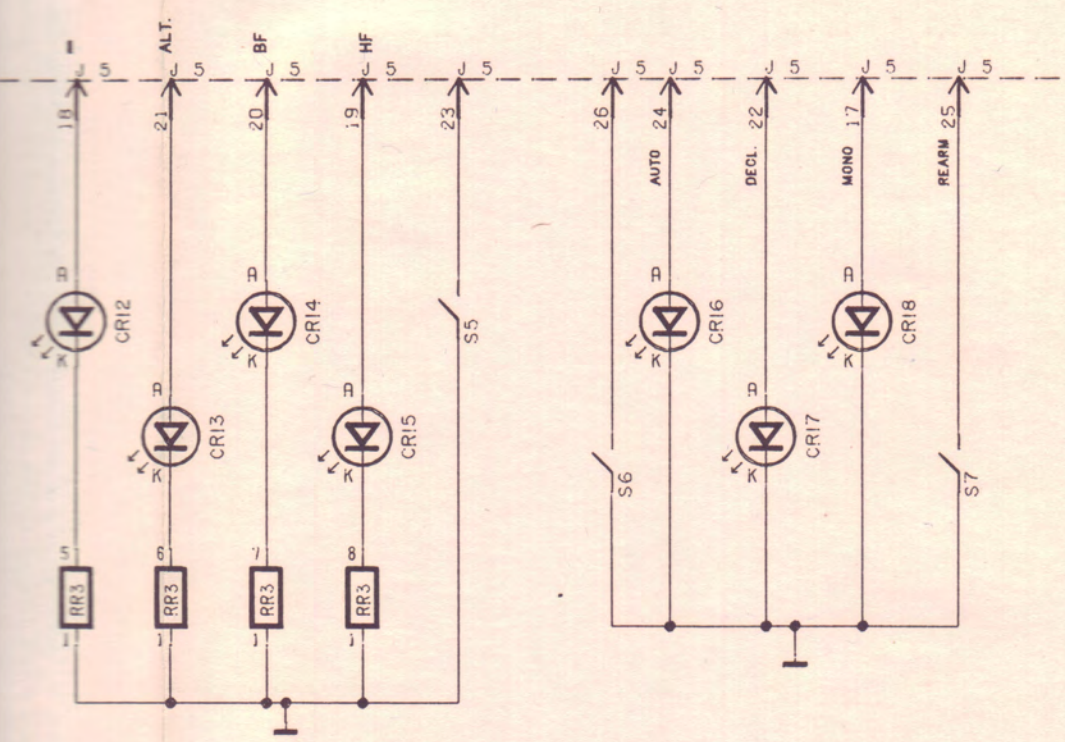 -
ALT.
BF
HF
J 5
J 5
J 5
J 5
J 5
J 5
J 5
J 5
J 5
J 5
18
21
20
19
23
26
24
22
17
25
AUTO
DECL.
MONO
REARM
A
A
A
A
K
CR12
K
CR14
S5
K
CR16
K
CR18
A
A
A
K
CR13
K
CR15
S6
K
CR17
S7
5
6
7
8
RR3
RR3
RR3
RR3
1
1
1
1